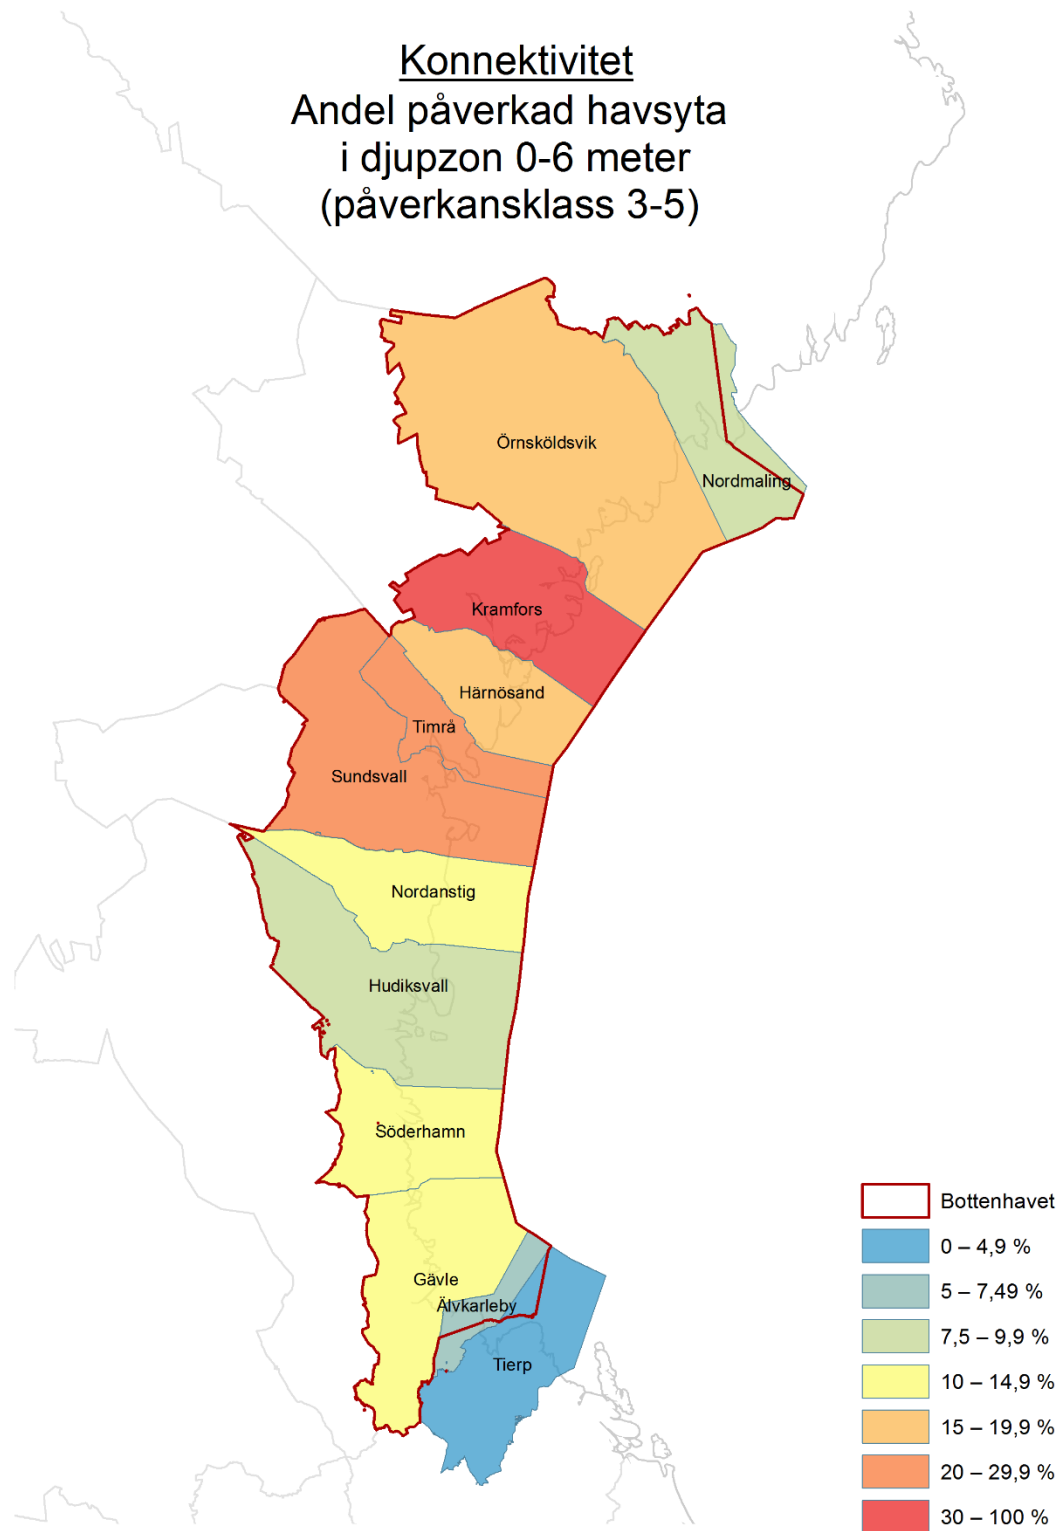 Konnektivitet
Andel påverkad havsyta
i djupzon 0-6 meter
(påverkansklass 3-5)
Örnsköldsvik
Nordmaling
Kramfors
Härnösand
Timrå
Sundsvall
Nordanstig
Hudiksvall
Söderhamn
Gävle
Älvkarleby
Tierp
Bottenhavet
0 – 4,9 %
5 – 7,49 %
7,5 – 9,9 %
10 – 14,9 %
15 – 19,9 %
20 – 29,9 %
30 – 100 %